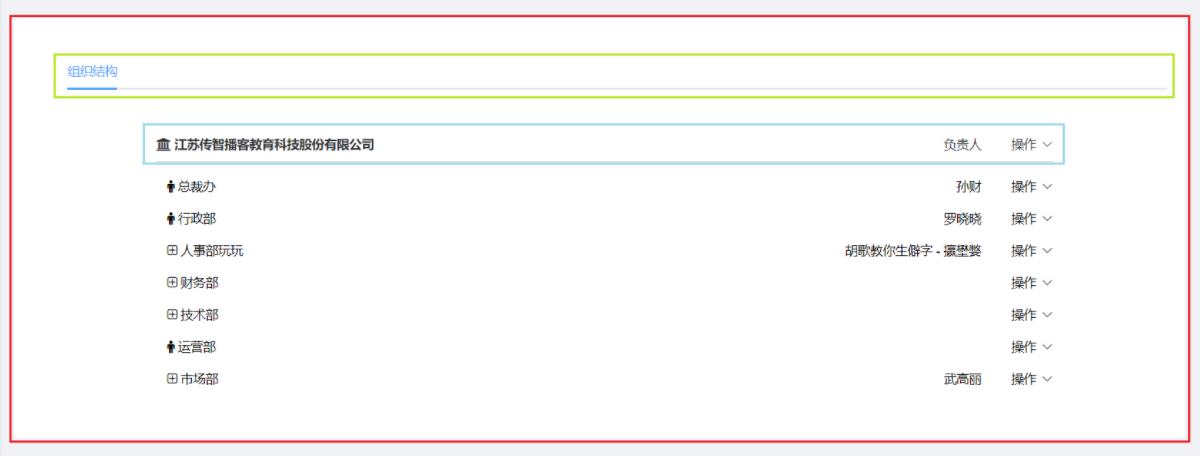 组织结构
江苏传智播客教育科技股份有限公司 负责人 操作
总裁办 孙财 操作
行政部 罗晓晓 操作
人事部玩玩 胡歌教你生僻字 - 操作
财务部 操作
技术部 操作
运营部 操作
市场部 武高丽 操作